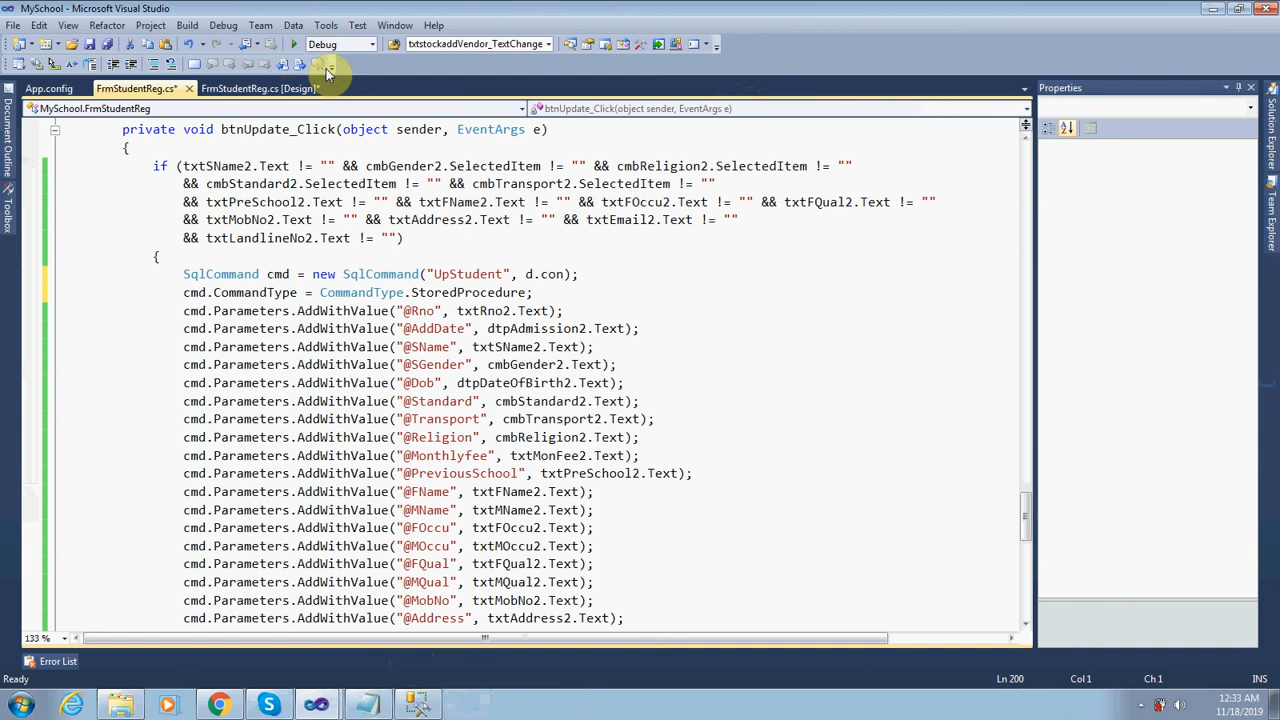 MySchool - Microsoft Visual Studio
File Edit View Refactor Project Build Debug Team Data Tools Test Window Help
Debug txtstockaddVendor_TextChange
App.config FrmStudentReg.cs* FrmStudentReg.cs [Design]*
MySchool.FrmStudentReg btnUpdate_Click(object sender, EventArgs e)
private void btnUpdate_Click(object sender, EventArgs e)
{
if (txtSName2.Text != "" && cmbGender2.SelectedItem != "" && cmbReligion2.SelectedItem != ""
&& cmbStandard2.SelectedItem != "" && cmbTransport2.SelectedItem != ""
&& txtPreSchool2.Text != "" && txtFName2.Text != "" && txtFOccu2.Text != "" && txtFQual2.Text != ""
&& txtMobNo2.Text != "" && txtAddress2.Text != "" && txtEmail2.Text != ""
&& txtLandlineNo2.Text != "")
{
SqlCommand cmd = new SqlCommand("UpStudent", d.con);
cmd.CommandType = CommandType.StoredProcedure;
cmd.Parameters.AddWithValue("@Rno", txtRno2.Text);
cmd.Parameters.AddWithValue("@AddDate", dtpAdmission2.Text);
cmd.Parameters.AddWithValue("@SName", txtSName2.Text);
cmd.Parameters.AddWithValue("@SGender", cmbGender2.Text);
cmd.Parameters.AddWithValue("@Dob", dtpDateOfBirth2.Text);
cmd.Parameters.AddWithValue("@Standard", cmbStandard2.Text);
cmd.Parameters.AddWithValue("@Transport", cmbTransport2.Text);
cmd.Parameters.AddWithValue("@Religion", cmbReligion2.Text);
cmd.Parameters.AddWithValue("@Monthlyfee", txtMonFee2.Text);
cmd.Parameters.AddWithValue("@PreviousSchool", txtPreSchool2.Text);
cmd.Parameters.AddWithValue("@FName", txtFName2.Text);
cmd.Parameters.AddWithValue("@MName", txtMName2.Text);
cmd.Parameters.AddWithValue("@FOccu", txtFOccu2.Text);
cmd.Parameters.AddWithValue("@MOccu", txtMOccu2.Text);
cmd.Parameters.AddWithValue("@FQual", txtFQual2.Text);
cmd.Parameters.AddWithValue("@MQual", txtMQual2.Text);
cmd.Parameters.AddWithValue("@MobNo", txtMobNo2.Text);
cmd.Parameters.AddWithValue("@Address", txtAddress2.Text);
133 %
Document Outline
Toolbox
Properties
Solution Explorer
Team Explorer
Error List
Ready Ln 200 Col 1 Ch 1 INS
12:33 AM
11/18/2019